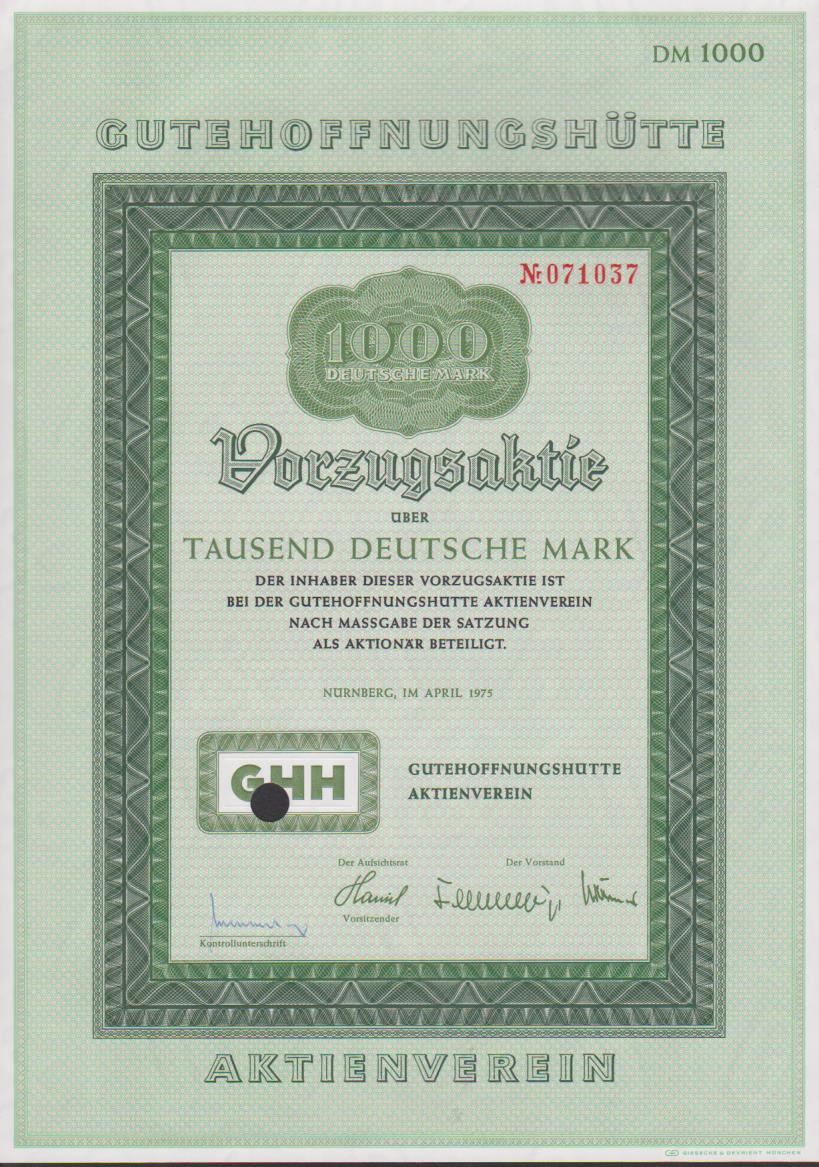 DM 1000
GUTEHOFFNUNGSHÜTTE
№ 071037
1000
DEUTSCHE MARK
Vorzugsaktie
ÜBER
TAUSEND DEUTSCHE MARK
DER INHABER DIESER VORZUGSAKTIE IST
BEI DER GUTEHOFFNUNGSHÜTTE AKTIENVEREIN
NACH MASSGABE DER SATZUNG
ALS AKTIONÄR BETEILIGT.
NÜRNBERG, IM APRIL 1975
GHH
GUTEHOFFNUNGSHÜTTE
AKTIENVEREIN
Der Aufsichtsrat
Der Vorstand
Haniel
Vorsitzender
Kontrollunterschrift
AKTIENVEREIN
GIESECKE & DEVRIENT MÜNCHEN